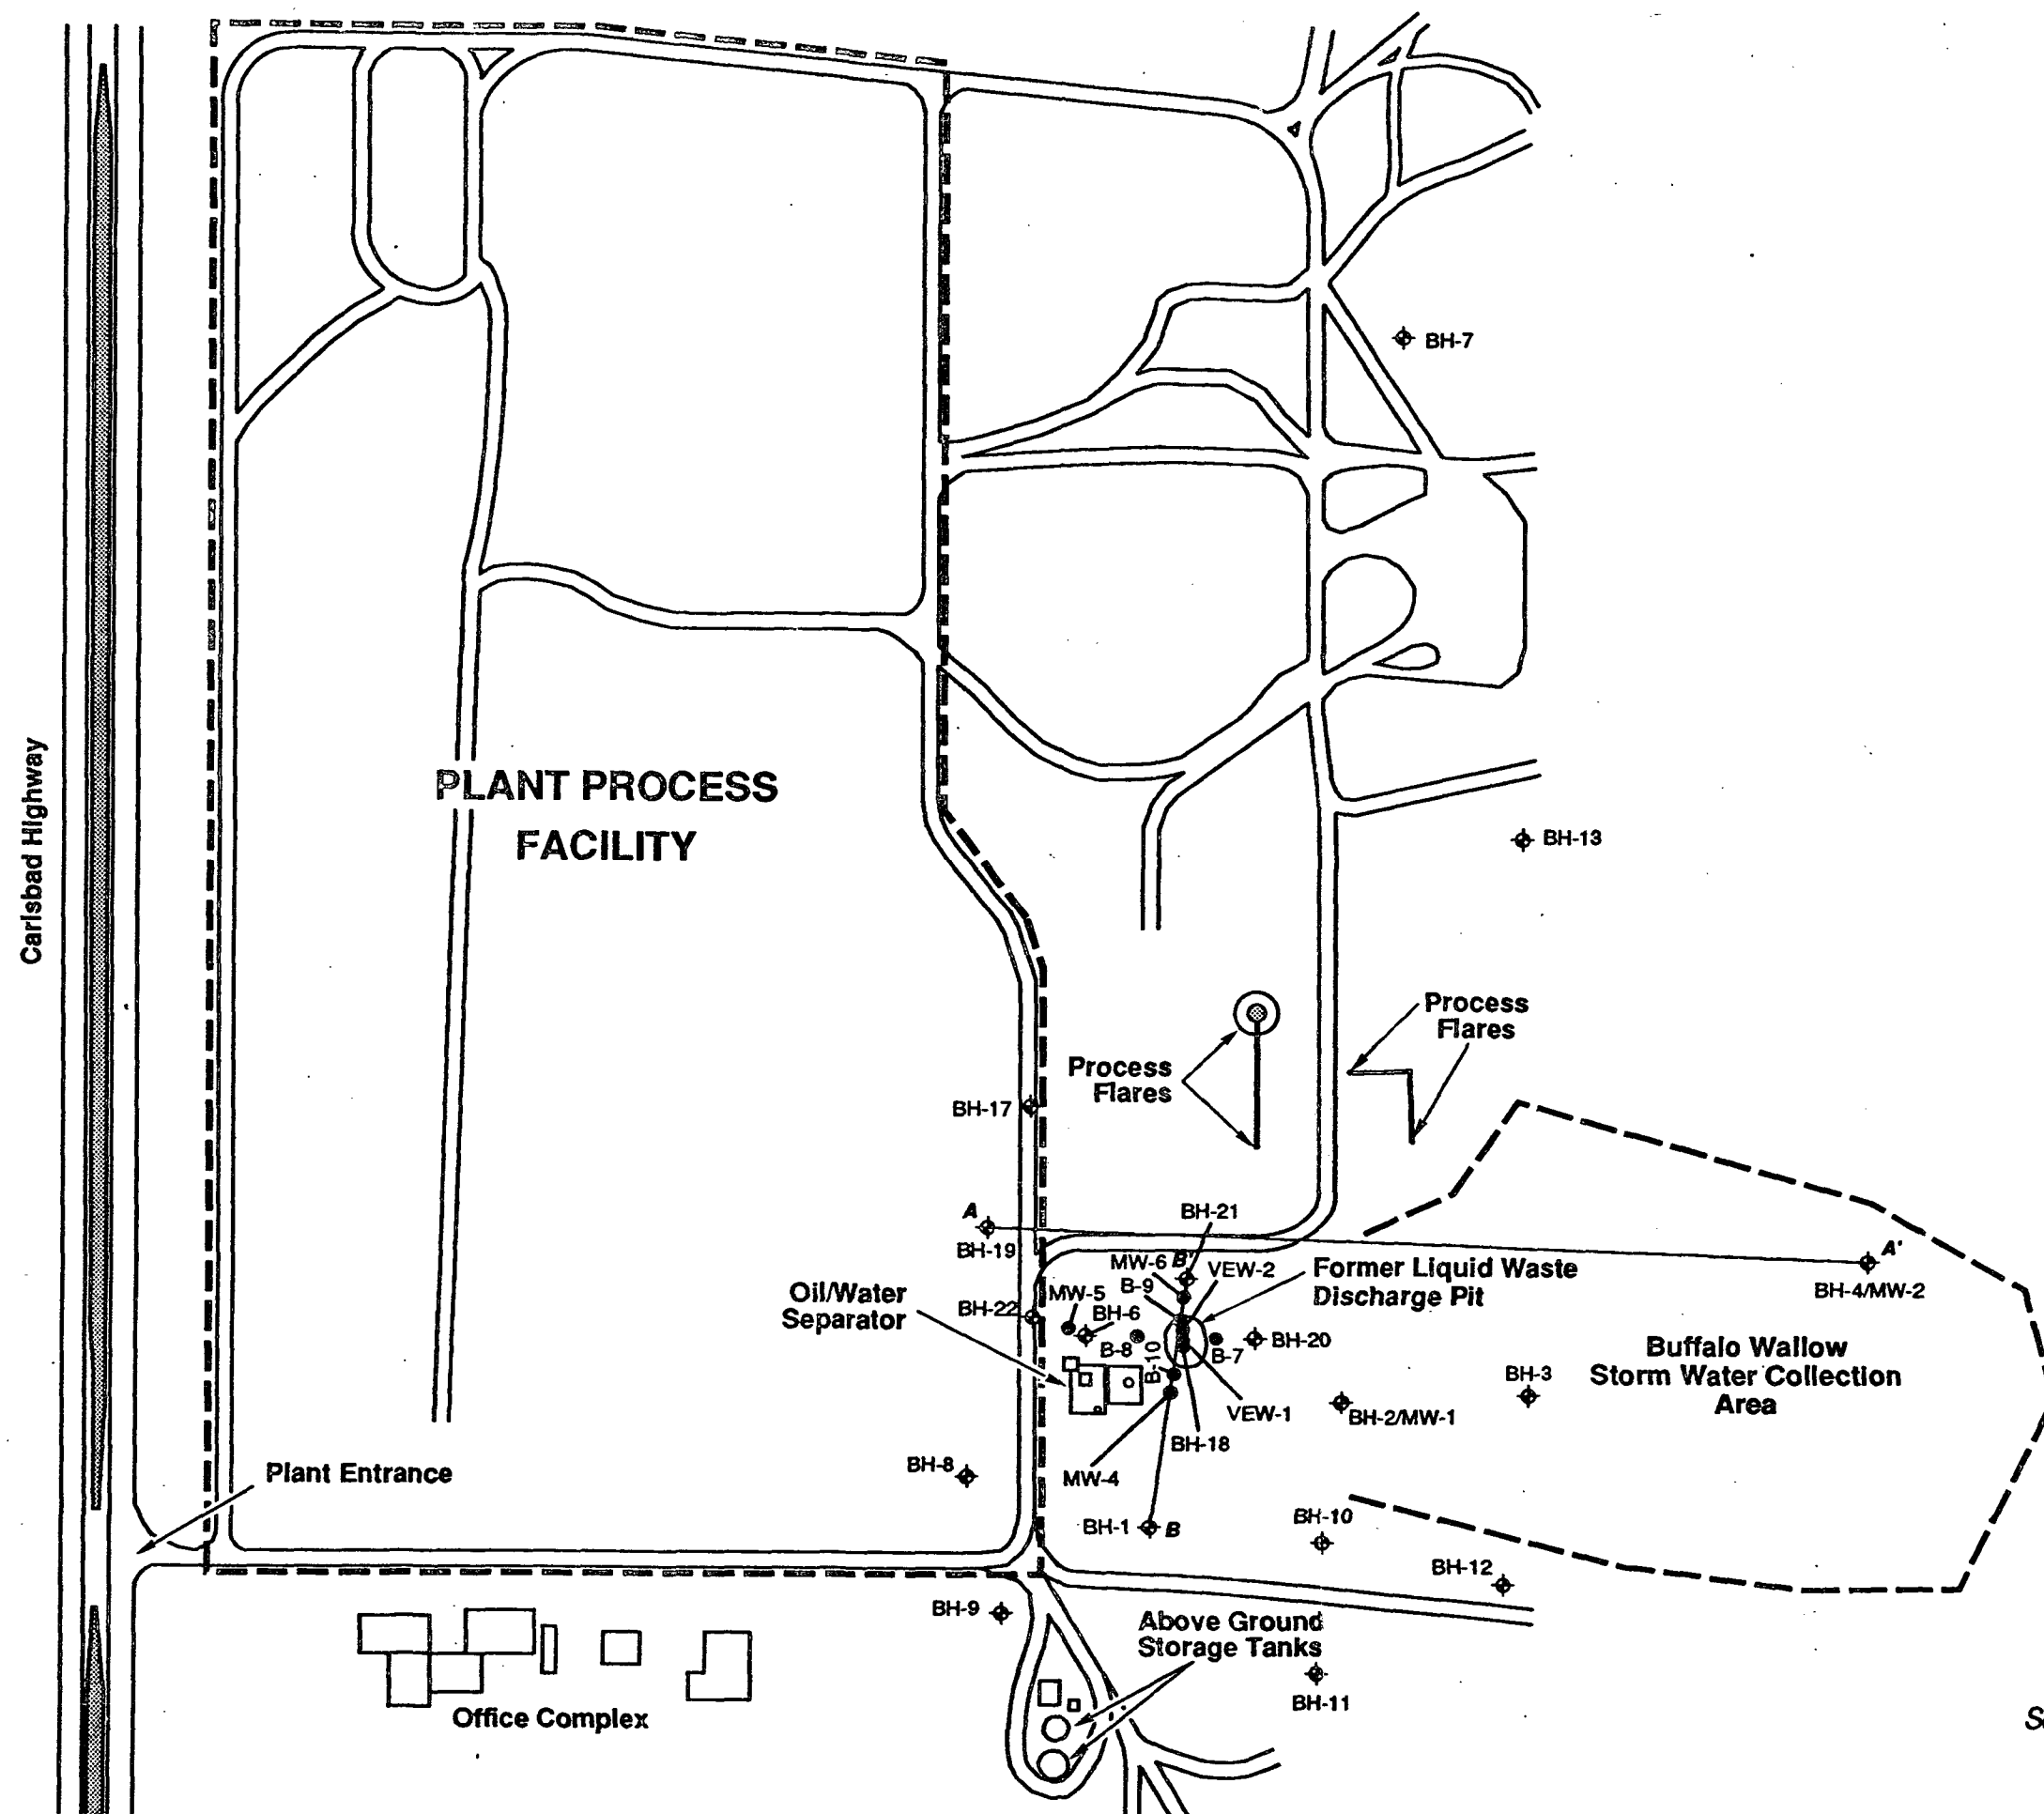 BH-7
Carlsbad Highway
PLANT PROCESS
FACILITY
BH-13
Process
Flares
Process
Flares
BH-17
A
BH-19
BH-21
MW-6
B'
VEW-2
A'
BH-4/MW-2
Former Liquid Waste
Discharge Pit
Oil/Water
Separator
MW-5
B-9
BH-22
BH-6
B-8
B-10
B-7
BH-20
Buffalo Wallow
Storm Water Collection
Area
BH-3
BH-2/MW-1
VEW-1
BH-18
MW-4
BH-8
Plant Entrance
BH-1
B
BH-10
BH-12
BH-9
Above Ground
Storage Tanks
BH-11
Office Complex